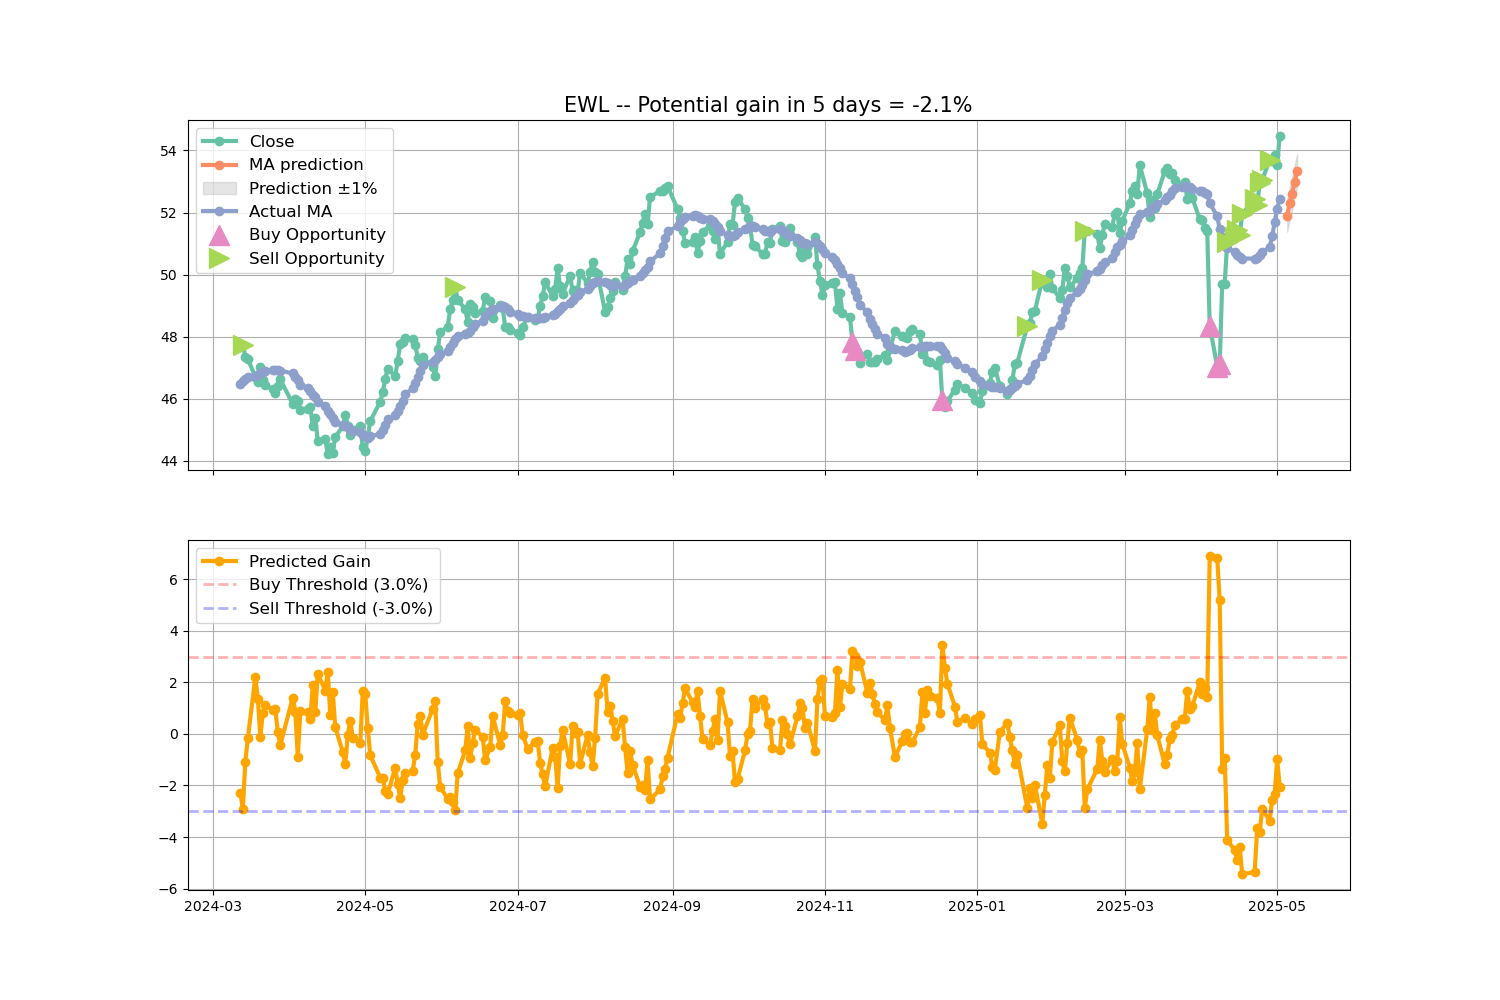 EWL -- Potential gain in 5 days = -2.1%
Close
MA prediction
Prediction ±1%
Actual MA
Buy Opportunity
Sell Opportunity
54
52
50
48
46
44
Predicted Gain
Buy Threshold (3.0%)
Sell Threshold (-3.0%)
6
4
2
0
−2
−4
−6
2024-03 2024-05 2024-07 2024-09 2024-11 2025-01 2025-03 2025-05